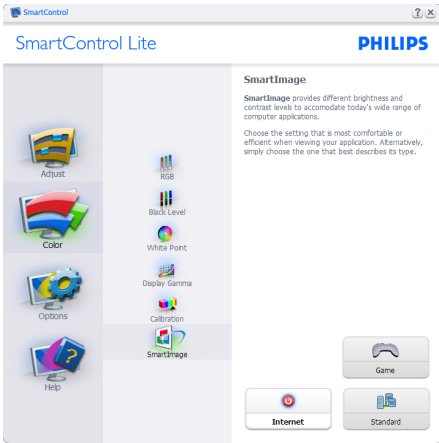 SmartControl
? ×
SmartControl Lite
PHILIPS
Adjust
Color
Options
Help
RGB
Black Level
White Point
Display Gamma
Calibration
SmartImage
SmartImage
SmartImage provides different brightness and
contrast levels to accomodate today's wide range of
computer applications.
Choose the setting that is most comfortable or
efficient when viewing your application. Alternatively,
simply choose the one that best describes its type.
Game
Internet
Standard